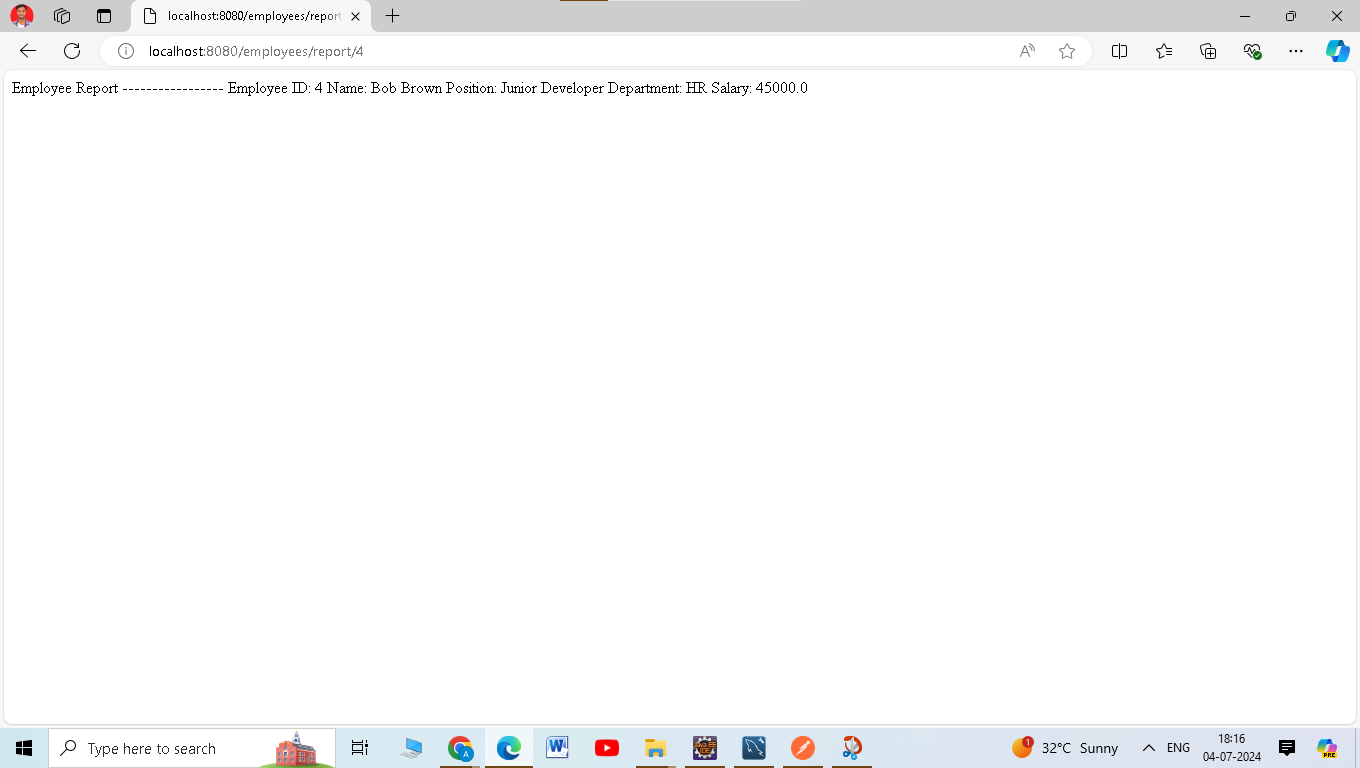 localhost:8080/employees/report
localhost:8080/employees/report/4
Employee Report ----------------- Employee ID: 4 Name: Bob Brown Position: Junior Developer Department: HR Salary: 45000.0
Type here to search
1
32°C Sunny
ENG
18:16
04-07-2024
PRE